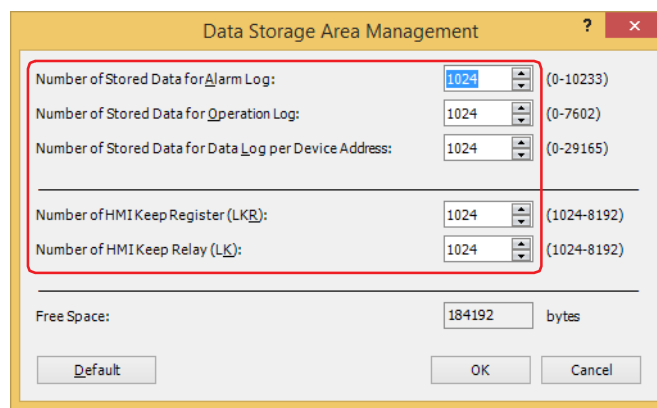 Data Storage Area Management ? ×
Number of Stored Data for Alarm Log: 1024 (0-10233)
Number of Stored Data for Operation Log: 1024 (0-7602)
Number of Stored Data for Data Log per Device Address: 1024 (0-29165)
Number of HMI Keep Register (LKR): 1024 (1024-8192)
Number of HMI Keep Relay (LK): 1024 (1024-8192)
Free Space: 184192 bytes
Default OK Cancel